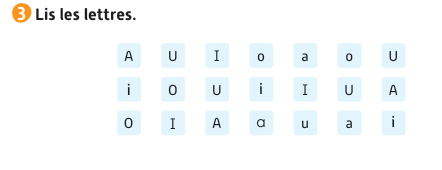 3 Lis les lettres.
A U I o a o U
i O U i I U A
O I A ɑ u a i